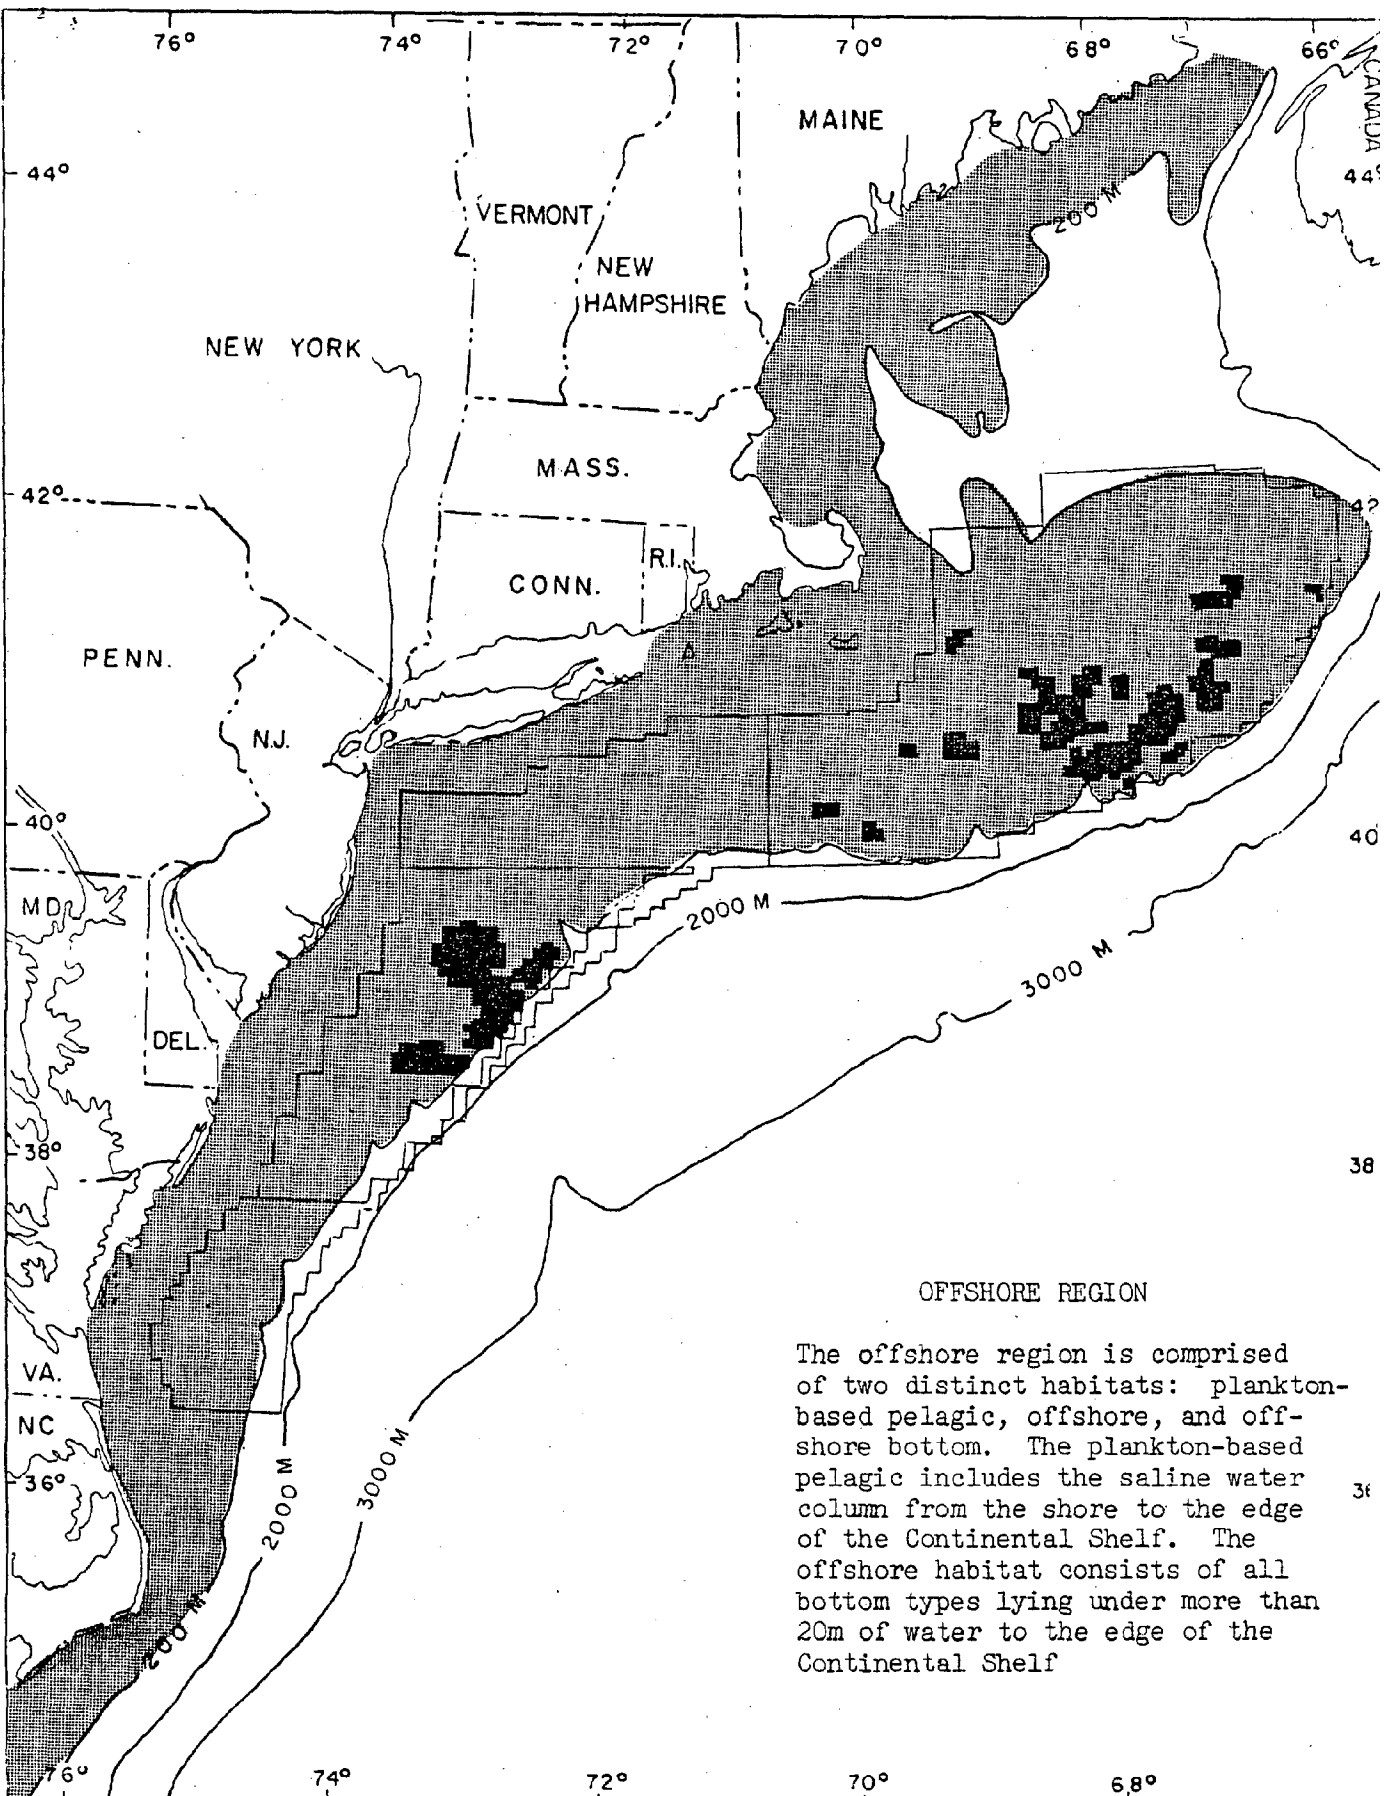 76° 74° 72° 70° 68° 66°
CANADA
MAINE
44° 44°
200 M
VERMONT
NEW
HAMPSHIRE
NEW YORK
MASS.
42° 42
R.I.
CONN.
PENN.
N.J.
40° 40
MD.
2000 M
3000 M
DEL.
38° 38
OFFSHORE REGION
The offshore region is comprised
of two distinct habitats: plankton-
based pelagic, offshore, and off-
shore bottom. The plankton-based
pelagic includes the saline water
column from the shore to the edge
of the Continental Shelf. The
offshore habitat consists of all
bottom types lying under more than
20m of water to the edge of the
Continental Shelf
VA.
NC
36°
2000 M
3000 M
200 M
76° 74° 72° 70° 68°